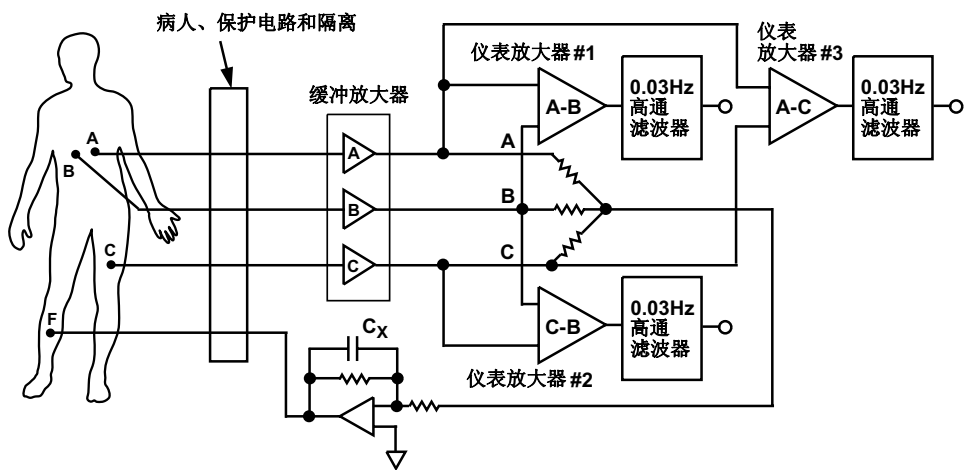 病人、保护电路和隔离
缓冲放大器
仪表放大器#1
仪表
放大器#3
A-B
0.03Hz
高通
滤波器
A-C
0.03Hz
高通
滤波器
A
B
C
F
A
B
C
A
B
C
C-B
0.03Hz
高通
滤波器
仪表放大器#2
CX